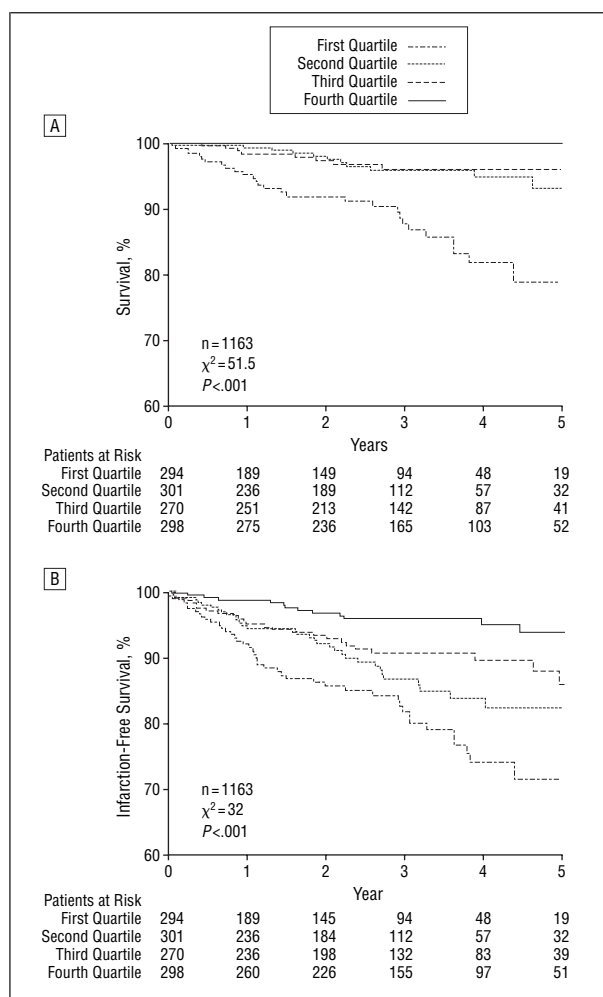 First Quartile
Second Quartile
Third Quartile
Fourth Quartile
A
100
90
80
70
60
Survival, %
n = 1163
χ² = 51.5
P<.001
0 1 2 3 4 5
Years
Patients at Risk
First Quartile 294 189 149 94 48 19
Second Quartile 301 236 189 112 57 32
Third Quartile 270 251 213 142 87 41
Fourth Quartile 298 275 236 165 103 52
B
100
90
80
70
60
Infarction-Free Survival, %
n = 1163
χ² = 32
P<.001
0 1 2 3 4 5
Year
Patients at Risk
First Quartile 294 189 145 94 48 19
Second Quartile 301 236 184 112 57 32
Third Quartile 270 236 198 132 83 39
Fourth Quartile 298 260 226 155 97 51